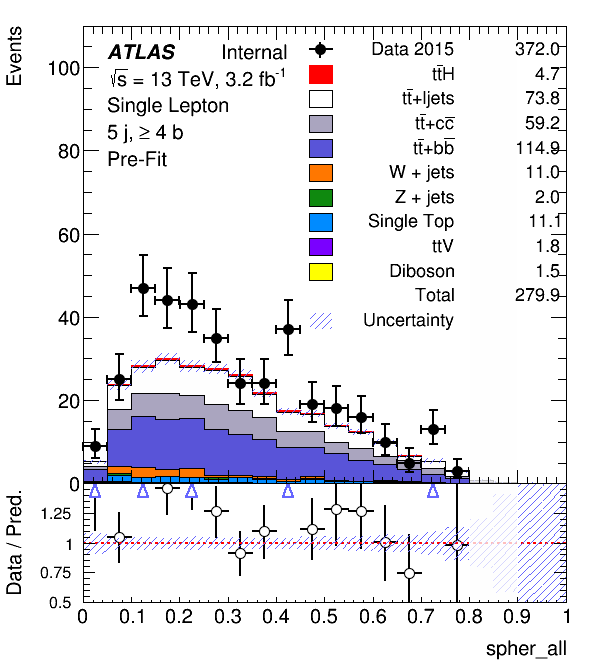 Events
ATLAS Internal
√s = 13 TeV, 3.2 fb⁻¹
Single Lepton
5 j, ≥ 4 b
Pre-Fit
Data 2015 372.0
tt̄H 4.7
tt̄+ljets 73.8
tt̄+cc̄ 59.2
tt̄+bb̄ 114.9
W + jets 11.0
Z + jets 2.0
Single Top 11.1
ttV 1.8
Diboson 1.5
Total 279.9
Uncertainty
100
80
60
40
20
0
Data / Pred.
1.25
1
0.75
0.5
0 0.1 0.2 0.3 0.4 0.5 0.6 0.7 0.8 0.9 1
spher_all